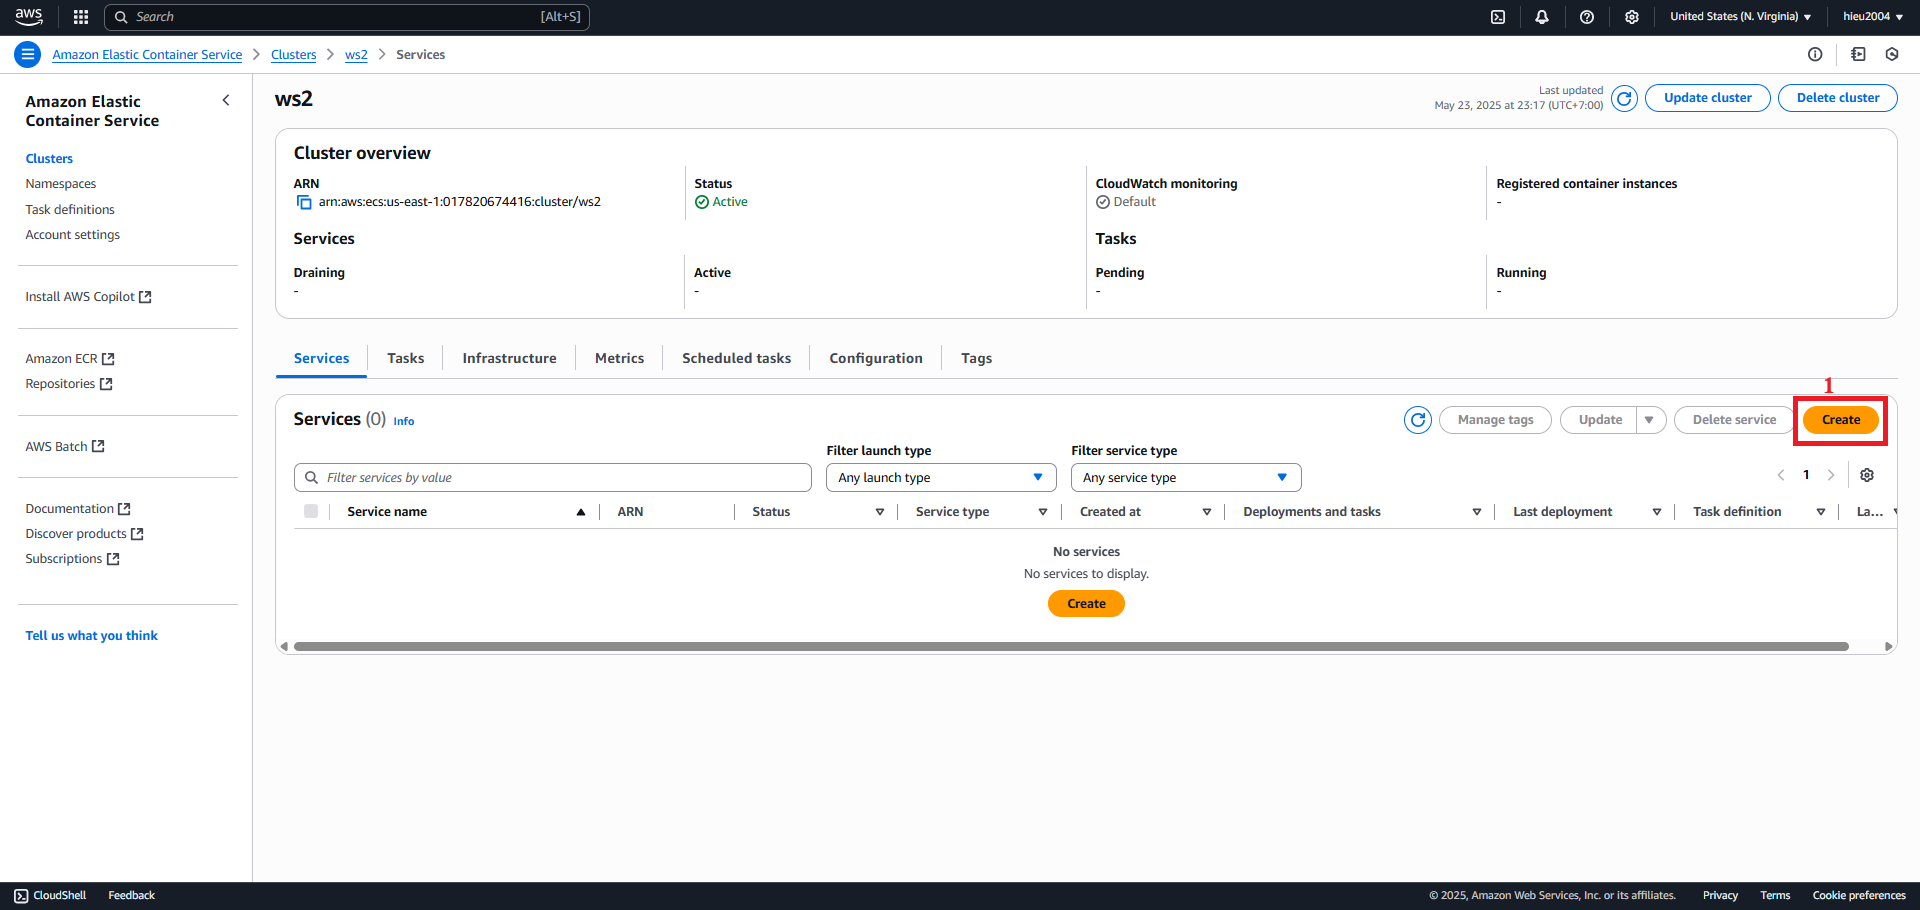 aws
Search [Alt+S]
United States (N. Virginia) hieu2004
Amazon Elastic Container Service Clusters ws2 Services
Amazon Elastic
Container Service
Clusters
Namespaces
Task definitions
Account settings
Install AWS Copilot
Amazon ECR
Repositories
AWS Batch
Documentation
Discover products
Subscriptions
Tell us what you think
ws2
Last updated
May 23, 2025 at 23:17 (UTC+7:00)
Update cluster Delete cluster
Cluster overview
ARN Status CloudWatch monitoring Registered container instances
arn:aws:ecs:us-east-1:017820674416:cluster/ws2 Active Default -
Services Tasks
Draining Active Pending Running
- - - -
Services Tasks Infrastructure Metrics Scheduled tasks Configuration Tags
1
Services (0) Info Manage tags Update Delete service Create
Filter launch type Filter service type
Filter services by value Any launch type Any service type 1
Service name ARN Status Service type Created at Deployments and tasks Last deployment Task definition La...
No services
No services to display.
Create
CloudShell Feedback © 2025, Amazon Web Services, Inc. or its affiliates. Privacy Terms Cookie preferences